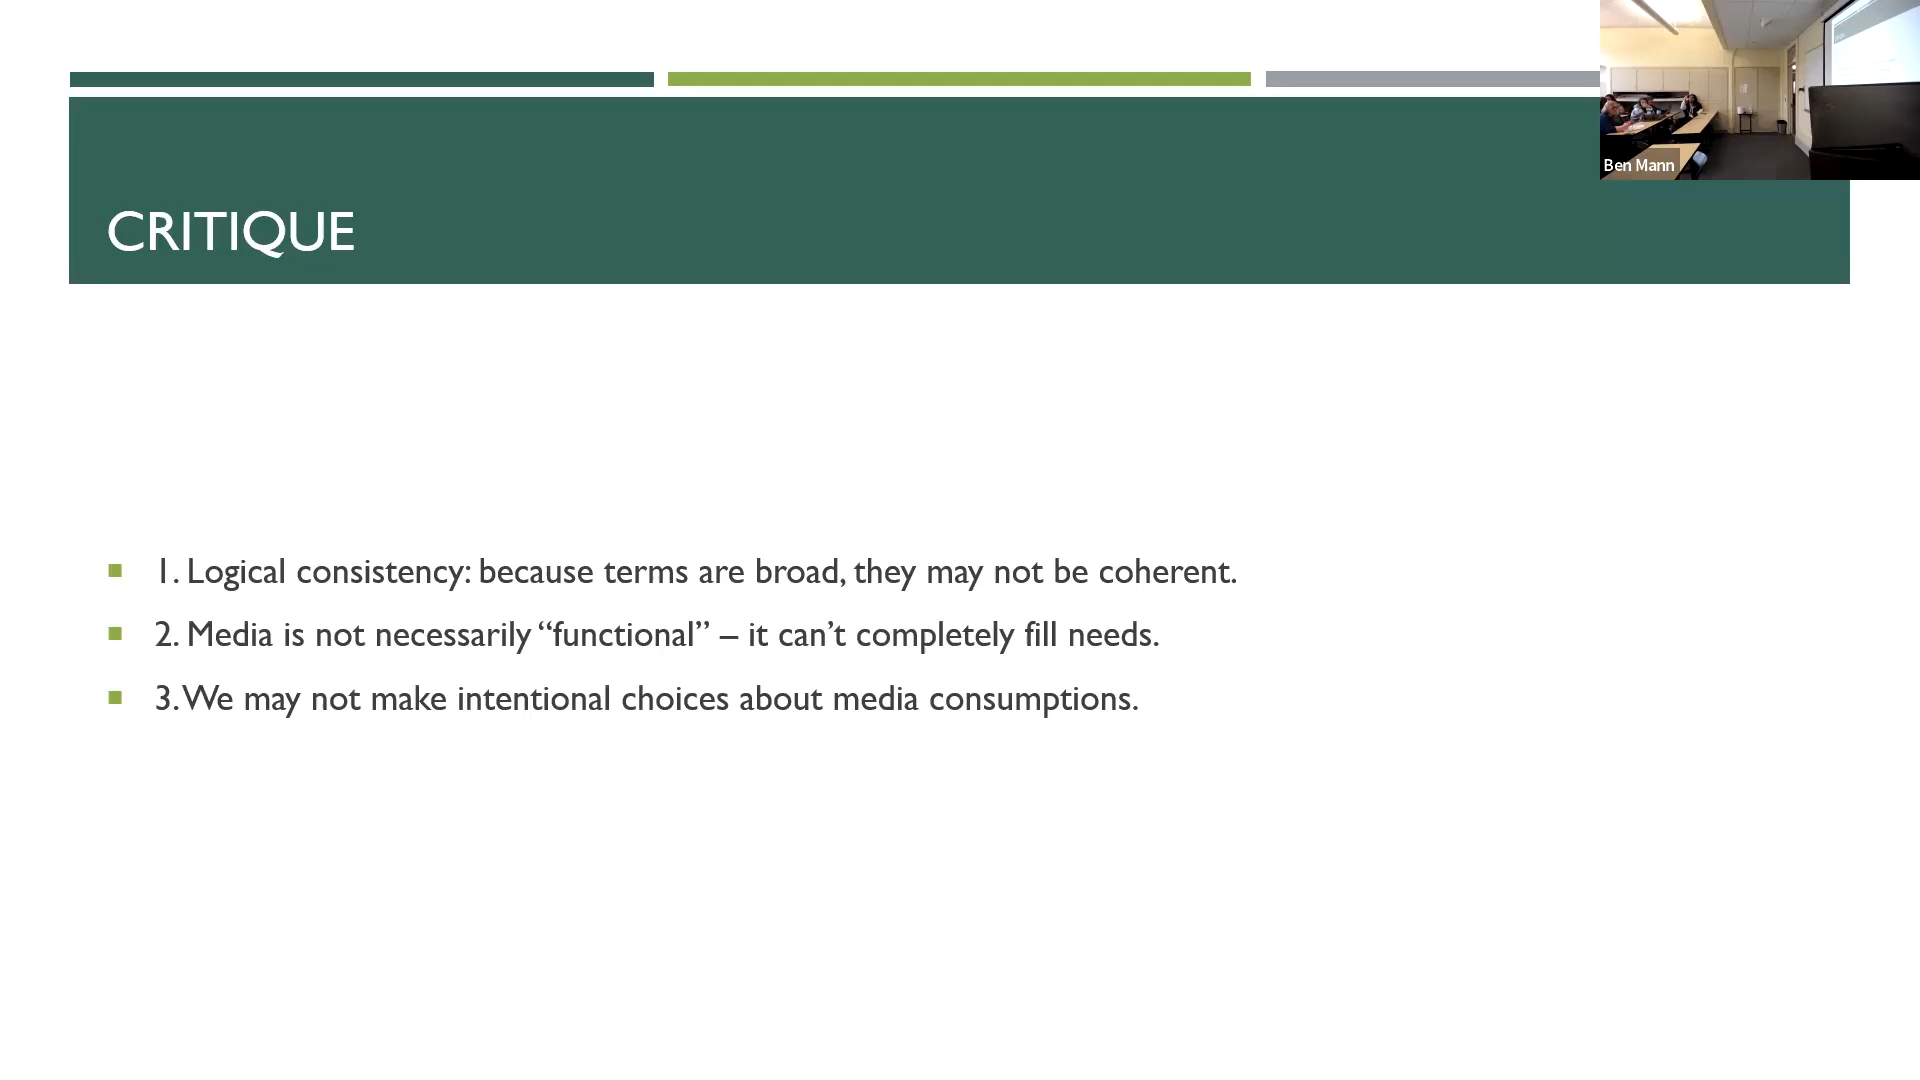 Ben Mann
CRITIQUE
1. Logical consistency: because terms are broad, they may not be coherent.
2. Media is not necessarily “functional” – it can’t completely fill needs.
3. We may not make intentional choices about media consumptions.